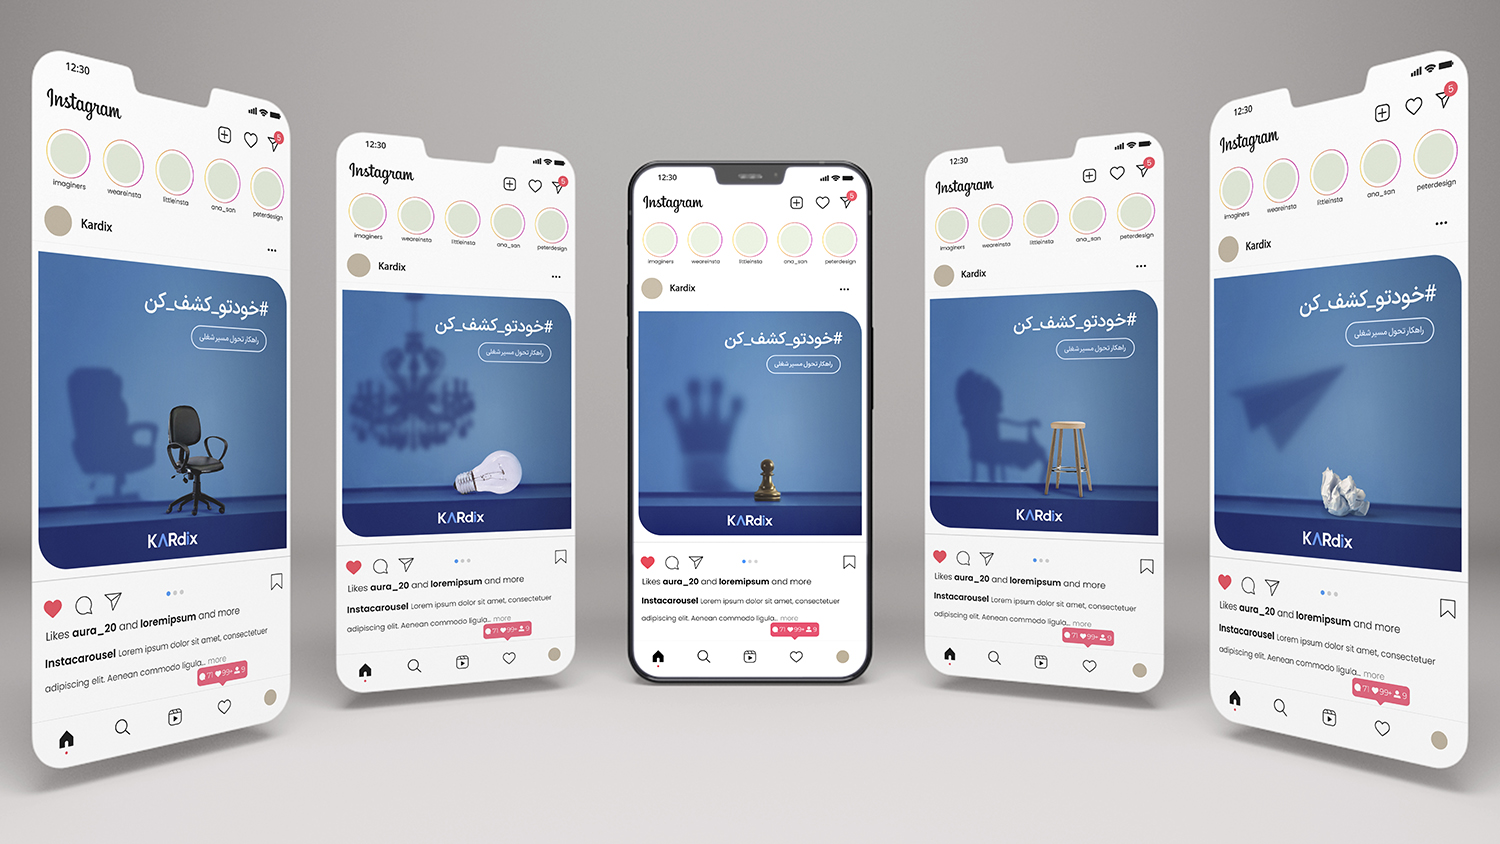 12:30
Instagram
5
imaginers weareinsta littleinsta ana_san peterdesign
Kardix
#خودتو_کشف_کن
راهکار تحول مسیر شغلی
KARdix
Likes aura_20 and loremipsum and more
Instacarousel Lorem ipsum dolor sit amet, consectetuer
adipiscing elit. Aenean commodo ligula... more
71 99+ 9
12:30
Instagram
5
imaginers weareinsta littleinsta ana_san peterdesign
Kardix
#خودتو_کشف_کن
راهکار تحول مسیر شغلی
KARdix
Likes aura_20 and loremipsum and more
Instacarousel Lorem ipsum dolor sit amet, consectetuer
adipiscing elit. Aenean commodo ligula... more
71 99+ 9
12:30
Instagram
5
imaginers weareinsta littleinsta ana_san peterdesign
Kardix
#خودتو_کشف_کن
راهکار تحول مسیر شغلی
KARdix
Likes aura_20 and loremipsum and more
Instacarousel Lorem ipsum dolor sit amet, consectetuer
adipiscing elit. Aenean commodo ligula... more
71 99+ 9
12:30
Instagram
5
imaginers weareinsta littleinsta ana_san peterdesign
Kardix
#خودتو_کشف_کن
راهکار تحول مسیر شغلی
KARdix
Likes aura_20 and loremipsum and more
Instacarousel Lorem ipsum dolor sit amet, consectetuer
adipiscing elit. Aenean commodo ligula... more
71 99+ 9
12:30
Instagram
5
imaginers weareinsta littleinsta ana_san peterdesign
Kardix
#خودتو_کشف_کن
راهکار تحول مسیر شغلی
KARdix
Likes aura_20 and loremipsum and more
Instacarousel Lorem ipsum dolor sit amet, consectetuer
adipiscing elit. Aenean commodo ligula... more
71 99+ 9